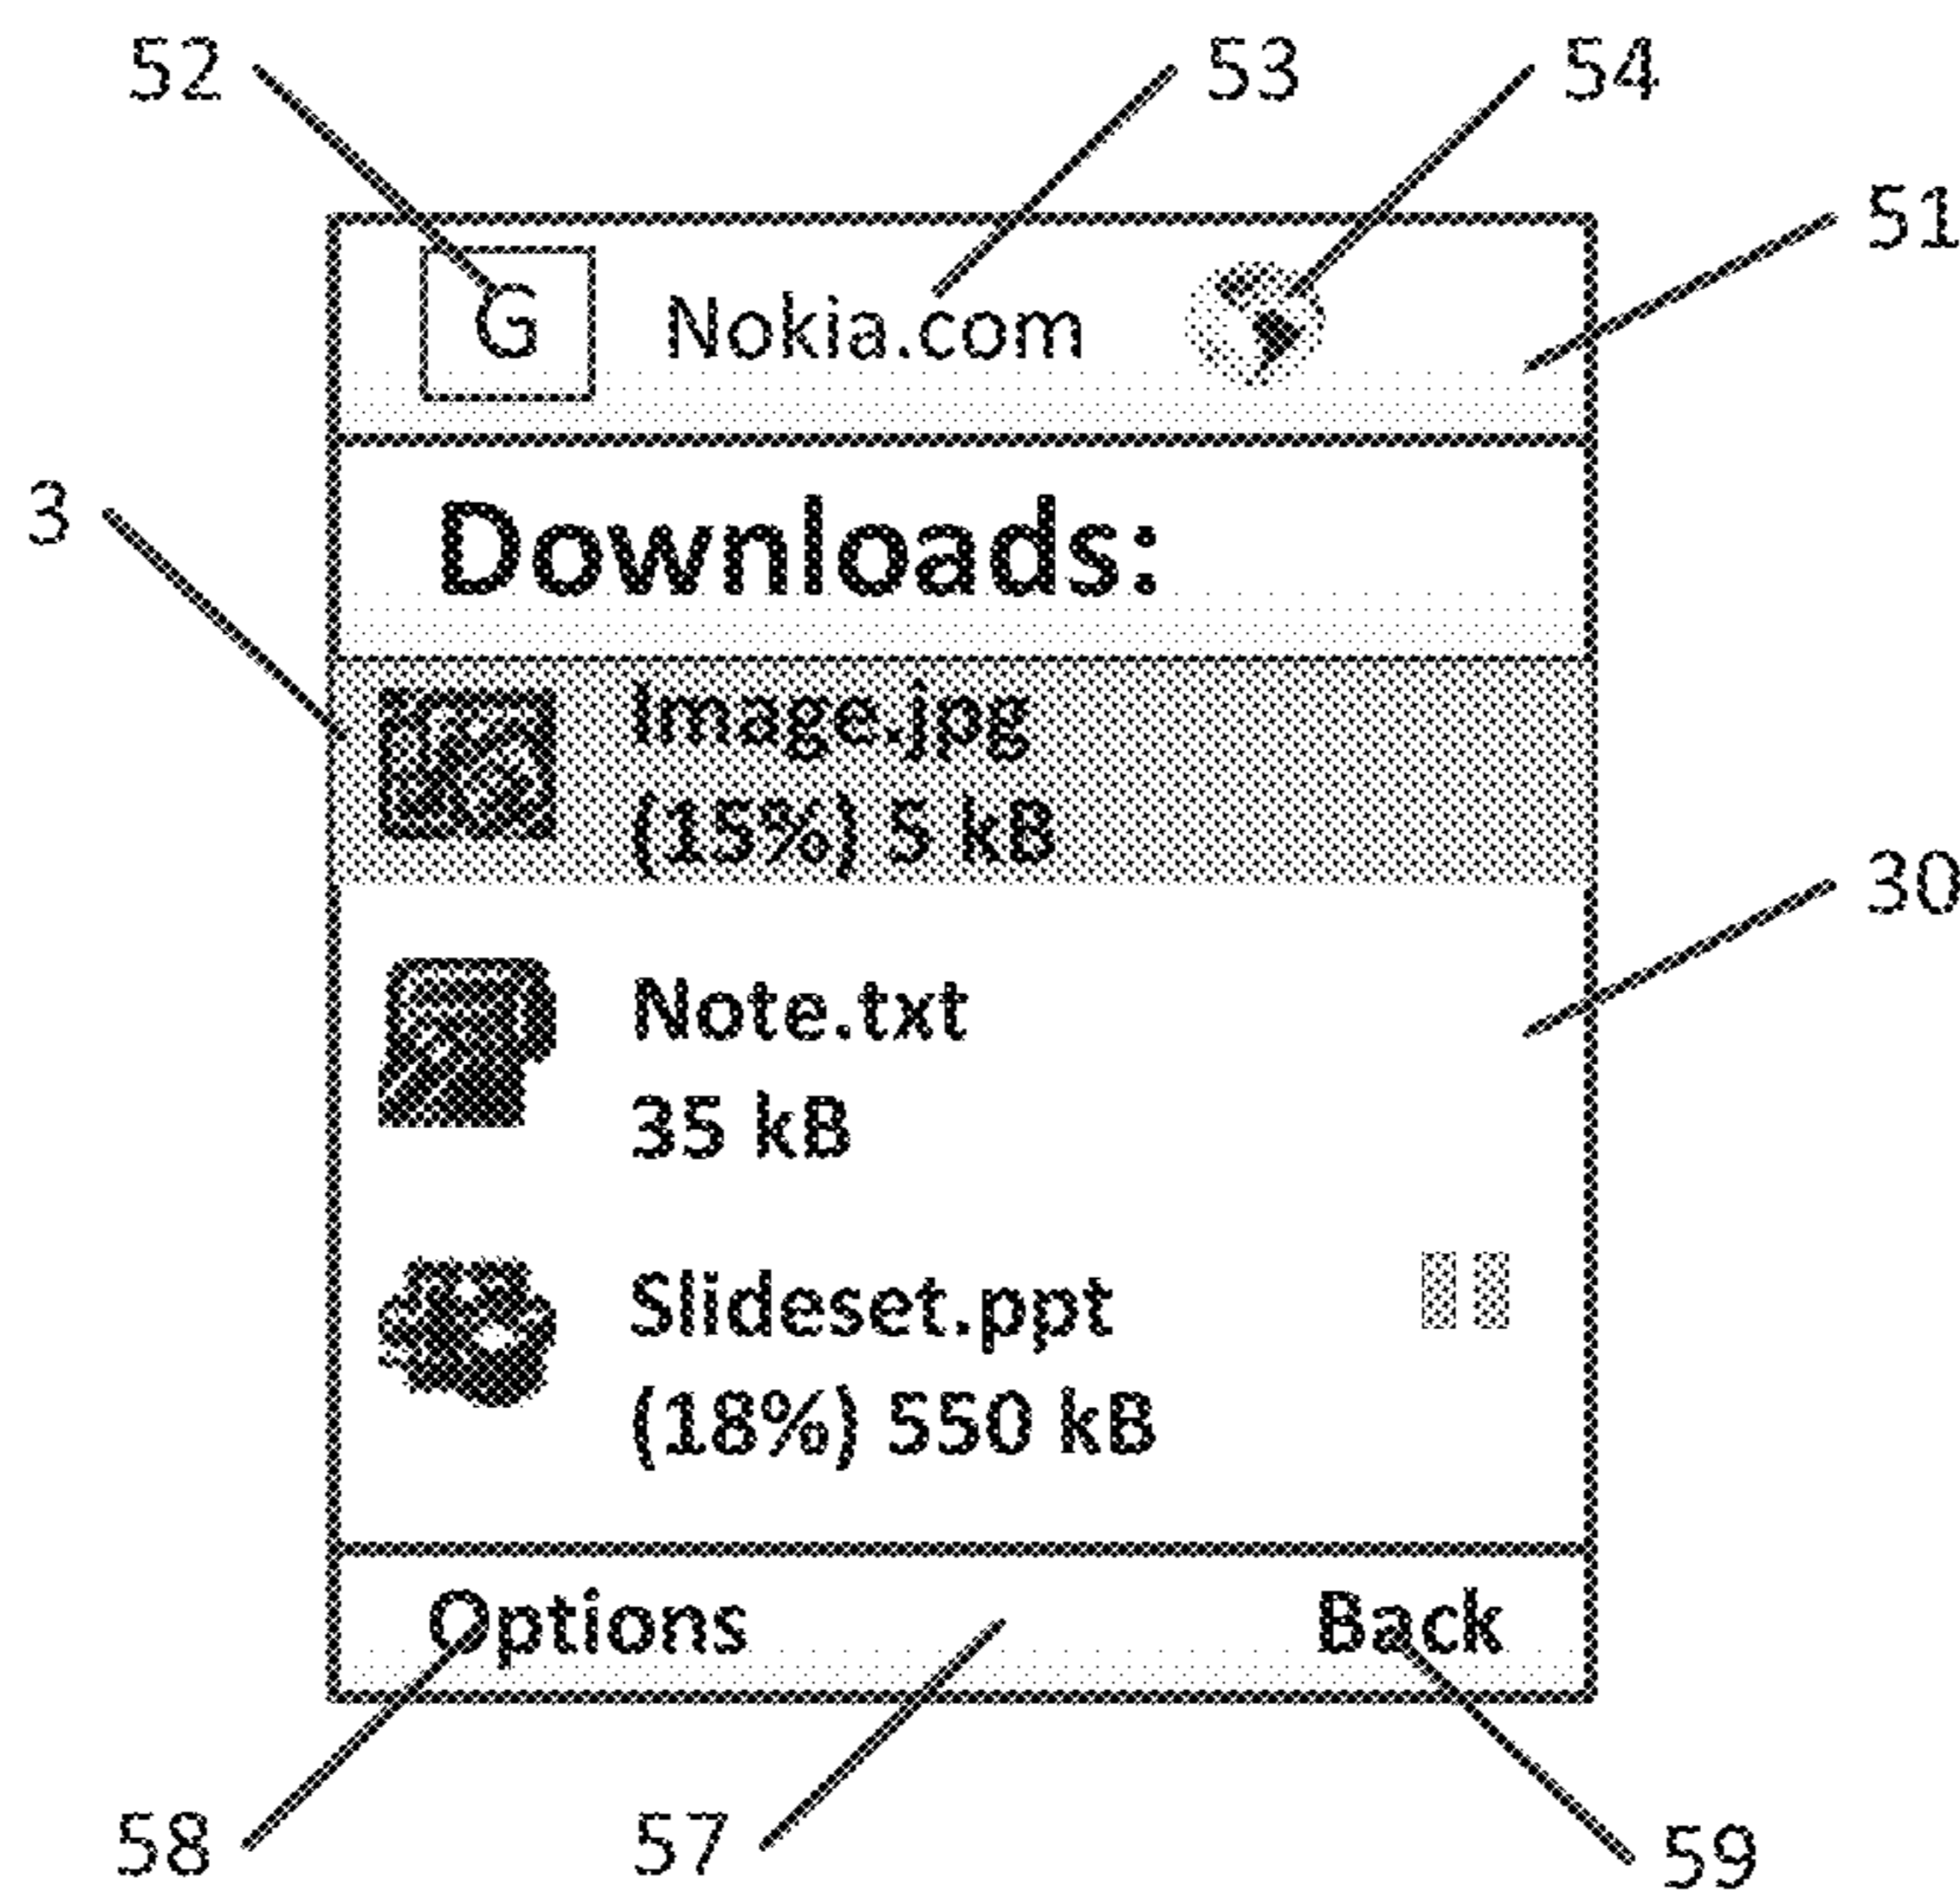 52
53
54
51
G Nokia.com
3
Downloads:
Image.jpg
(15%) 5 kB
30
Note.txt
35 kB
Slideset.ppt
(18%) 550 kB
Options Back
58
57
59